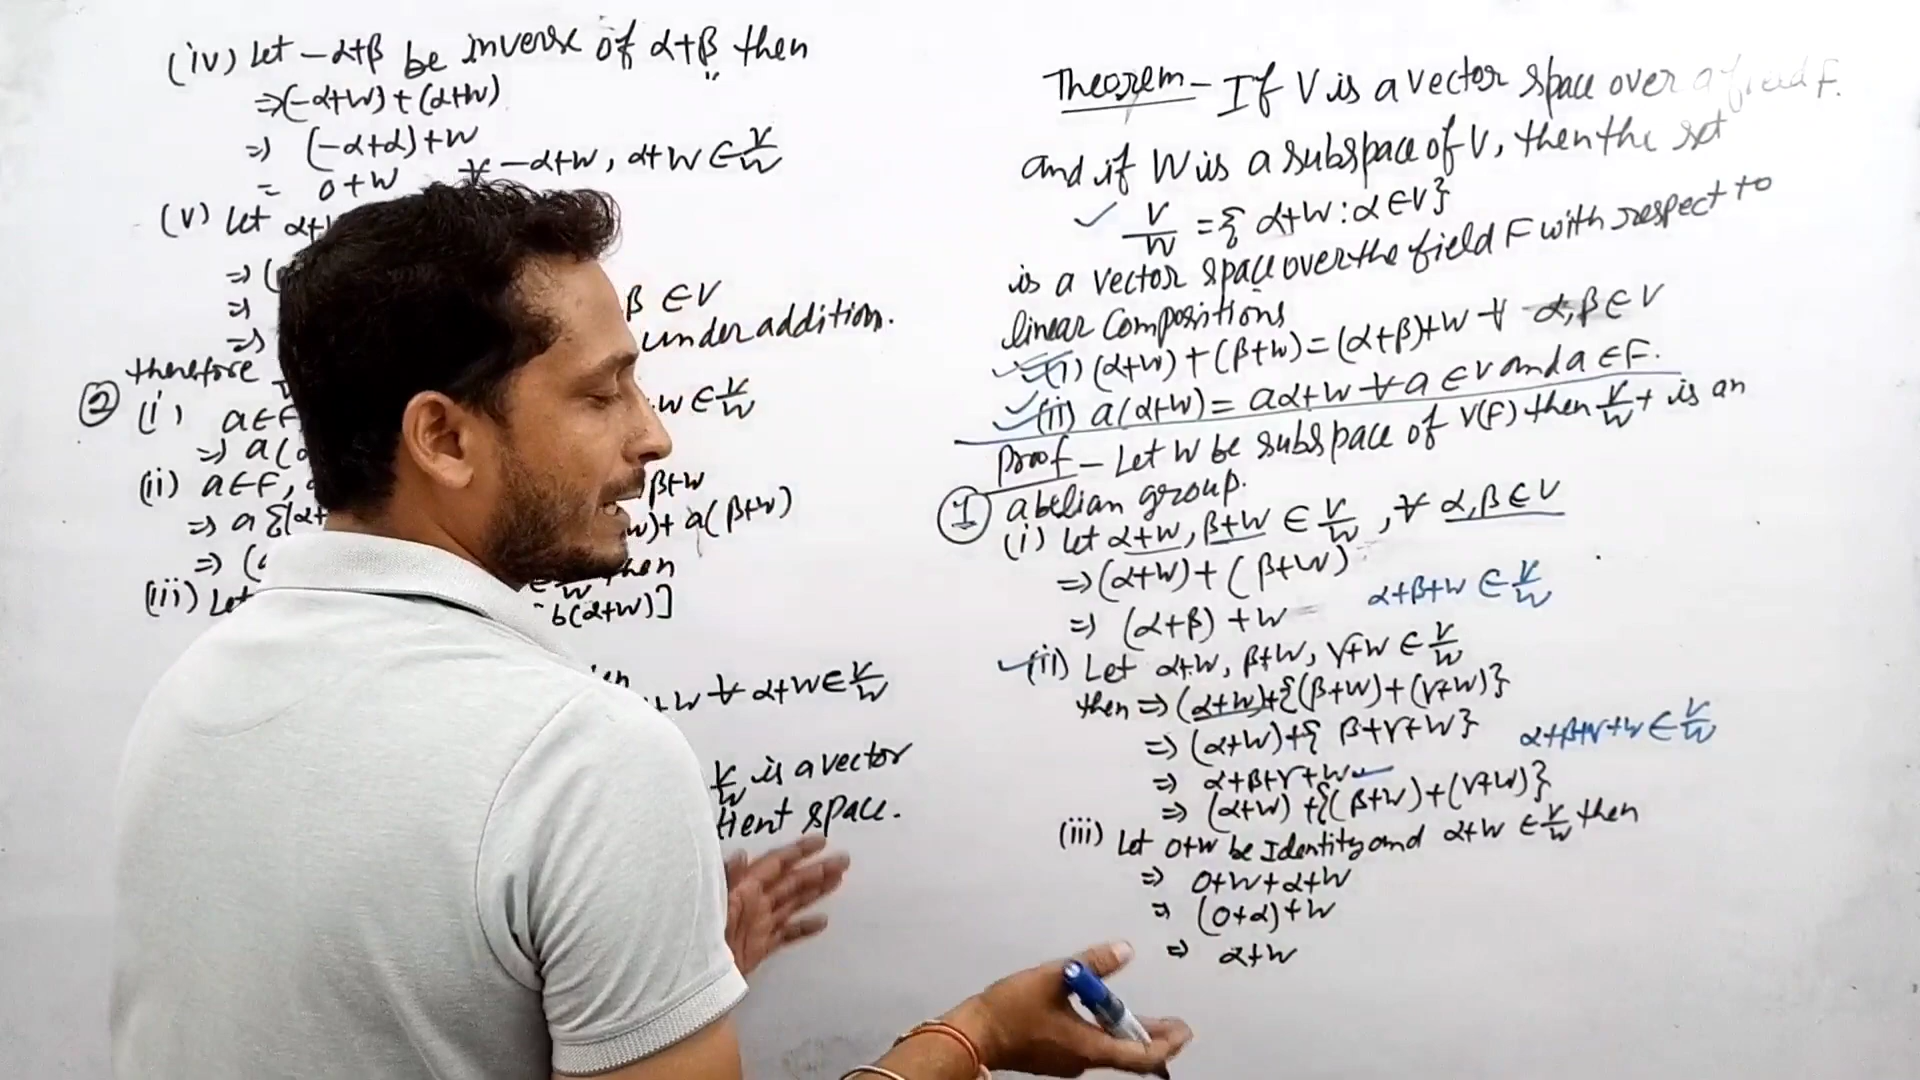 Theorem - If V is a vector space over a field F.
and if W is a subspace of V, then the set
V/W = { α+W : α ∈ V }
is a vector space over the field F with respect to
linear Compositions
(i) (α+W) + (β+W) = (α+β)+W ∀ α, β ∈ V
(ii) a(α+W) = aα+W ∀ a ∈ V and a ∈ F.
Proof - Let W be subspace of V(F) then V/W + is an
① abelian group.
(i) Let α+W, β+W ∈ V/W, ∀ α, β ∈ V
⇒ (α+W) + (β+W)
⇒ (α+β) + W α+β+W ∈ V/W
(ii) Let α+W, β+W, γ+W ∈ V/W
then ⇒ (α+W)+{(β+W)+(γ+W)}
⇒ (α+W)+{ β+γ+W}
⇒ α+β+γ+W α+β+γ+W ∈ V/W
⇒ (α+W) +{(β+W)+(γ+W)}
(iii) Let 0+W be Identity and α+W ∈ V/W then
⇒ 0+W+α+W
⇒ (0+α)+W
⇒ α+W
(iv) Let -α+β be inverse of α+β then
⇒ (-α+W) + (α+W)
⇒ (-α+α)+W
= 0+W ∀ -α+W, α+W ∈ V/W
(v) Let
⇒
⇒ β ∈ V
⇒ under addition.
therefore
② (i) a ∈ F +W ∈ V/W
⇒ a(
(ii) a ∈ F, β+W
⇒ a{(α+ W)+ a(β+W)
⇒ (
(iii) Let ∈ V/W then
b(α+W)]
+W ∀ α+W ∈ V/W
V/W is a vector
space.